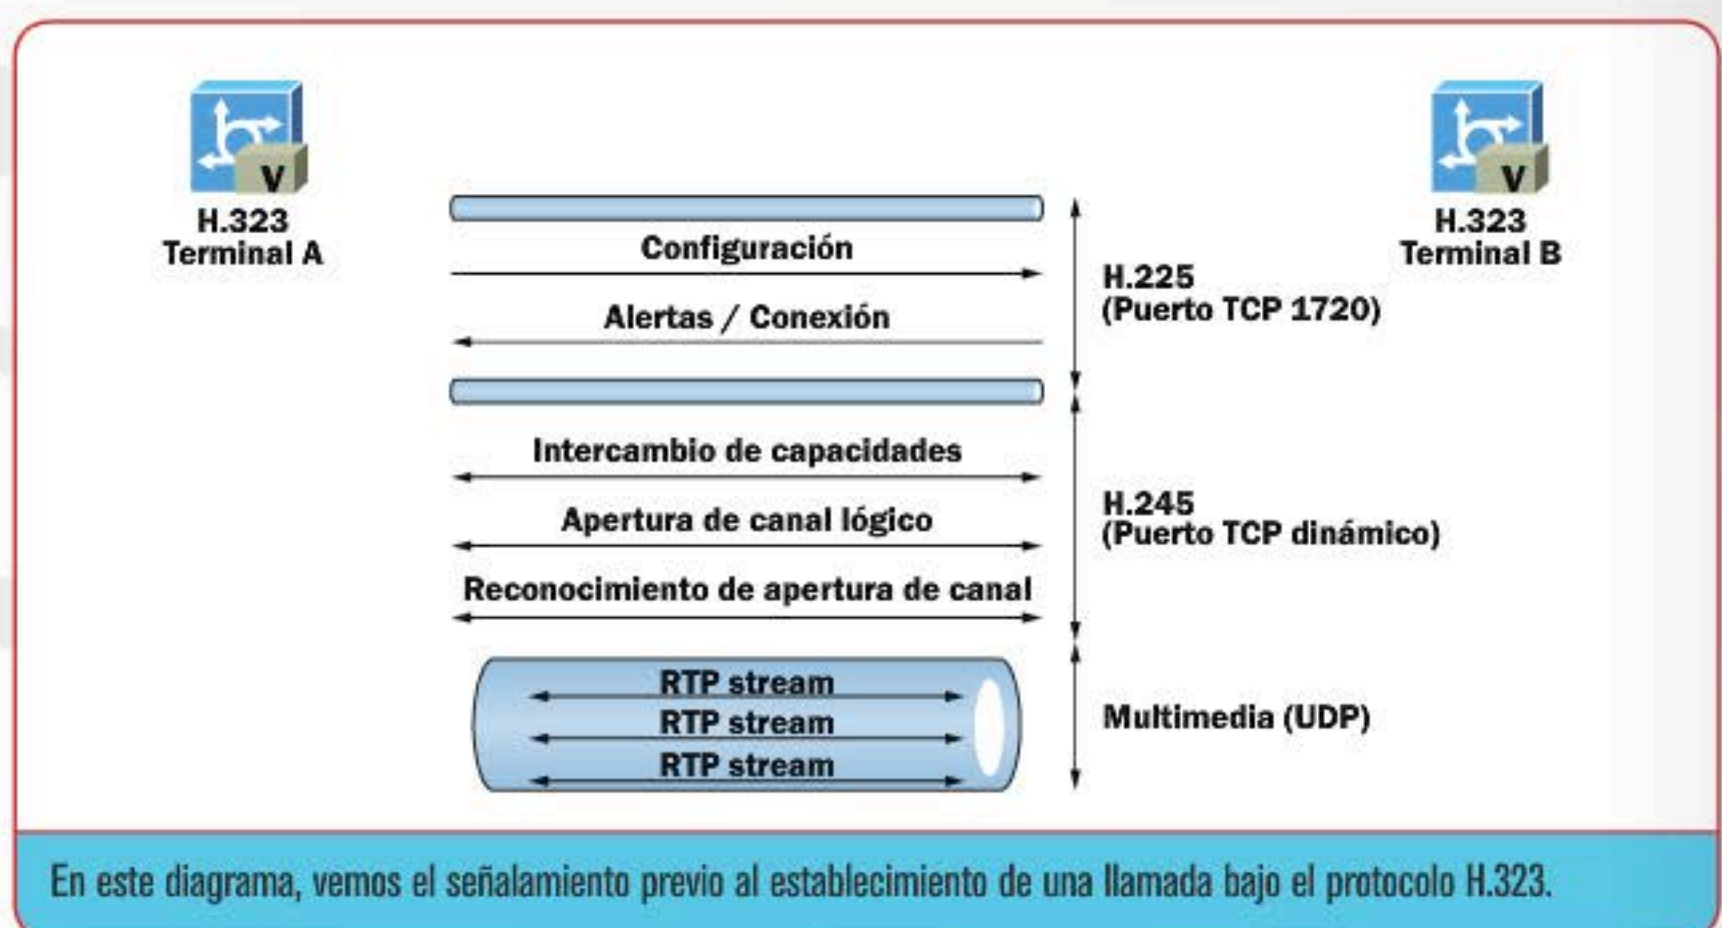 V
H.323
Terminal A
V
H.323
Terminal B
Configuración
Alertas / Conexión
H.225
(Puerto TCP 1720)
Intercambio de capacidades
Apertura de canal lógico
Reconocimiento de apertura de canal
H.245
(Puerto TCP dinámico)
RTP stream
RTP stream
RTP stream
Multimedia (UDP)
En este diagrama, vemos el señalamiento previo al establecimiento de una llamada bajo el protocolo H.323.